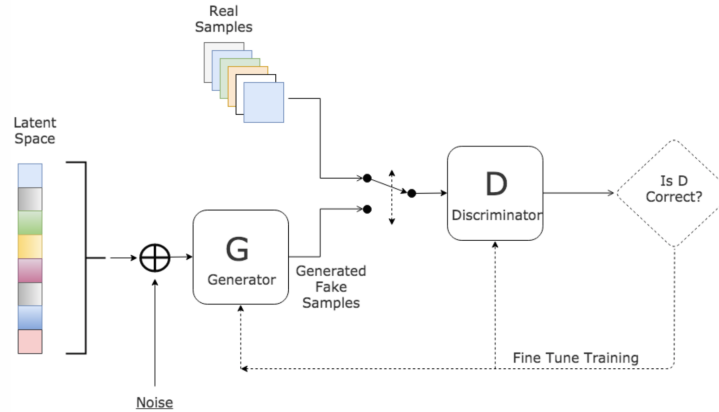 Real
Samples
Latent
Space
G
Generator
Generated
Fake
Samples
D
Discriminator
Is D
Correct?
Fine Tune Training
Noise